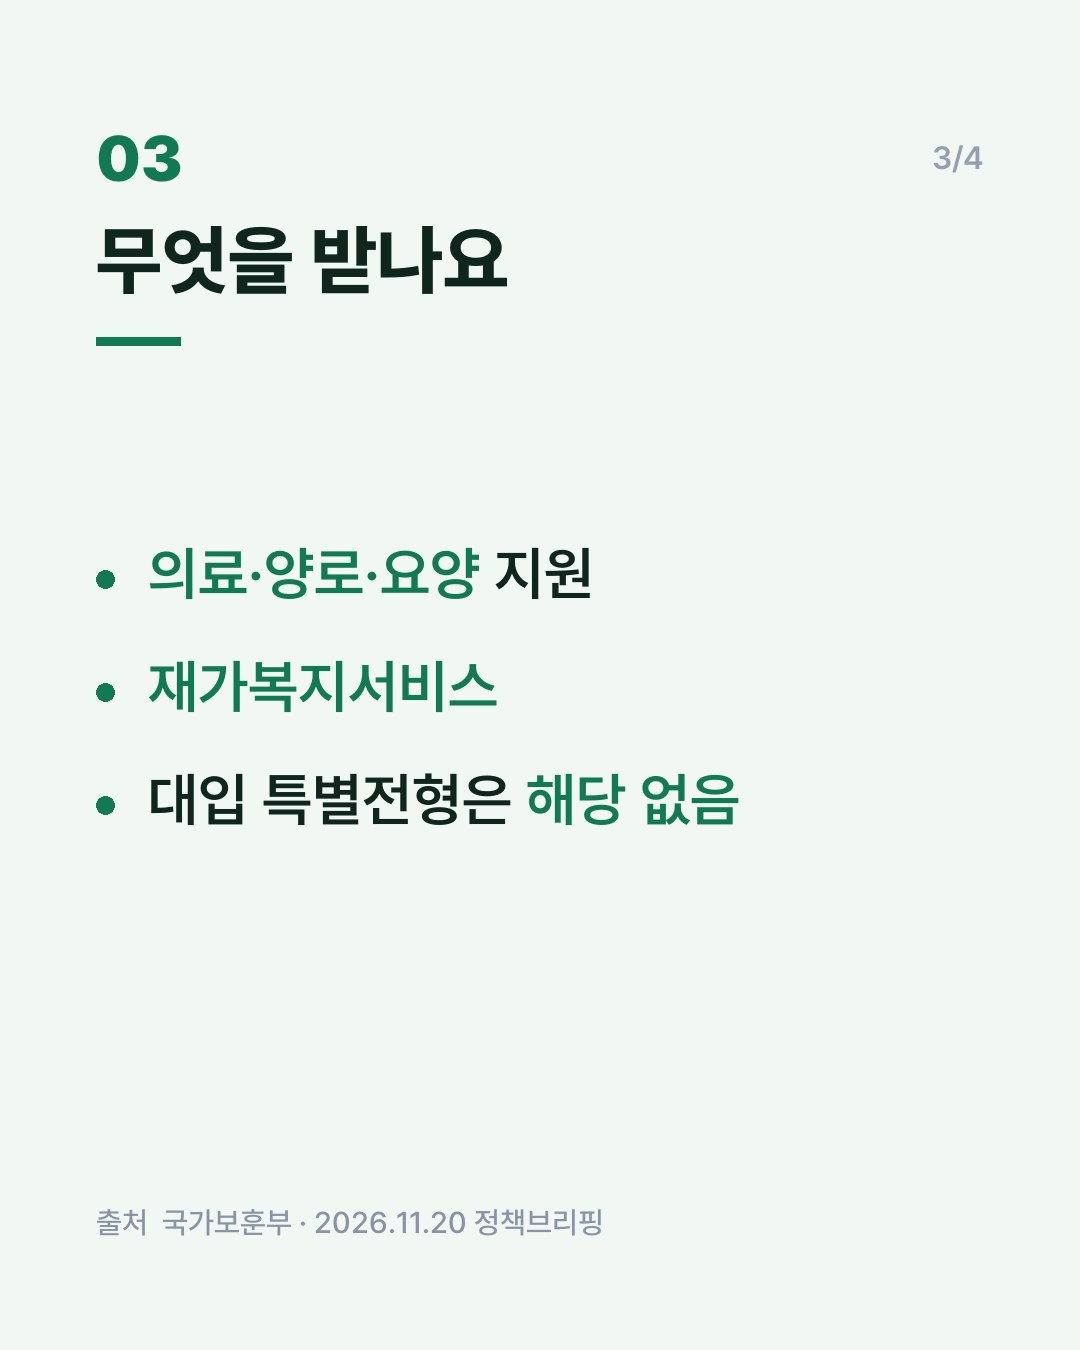 03
3/4
무엇을 받나요
• 의료·양로·요양 지원
• 재가복지서비스
• 대입 특별전형은 해당 없음
출처 국가보훈부 · 2026.11.20 정책브리핑